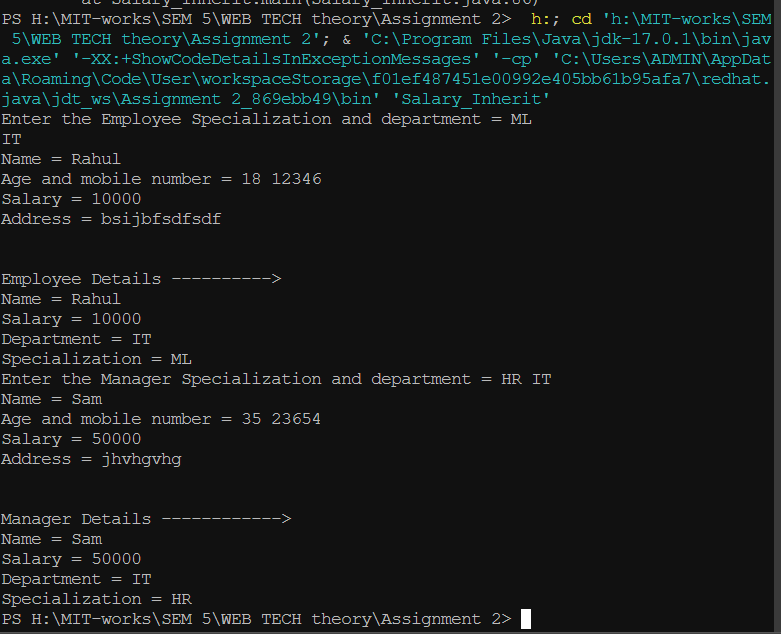 at Salary_Inherit.main(Salary_Inherit.java:80)
PS H:\MIT-works\SEM 5\WEB TECH theory\Assignment 2>  h:; cd 'h:\MIT-works\SEM
 5\WEB TECH theory\Assignment 2'; & 'C:\Program Files\Java\jdk-17.0.1\bin\jav
a.exe' '-XX:+ShowCodeDetailsInExceptionMessages' '-cp' 'C:\Users\ADMIN\AppDat
a\Roaming\Code\User\workspaceStorage\f01ef487451e00992e405bb61b95afa7\redhat.
java\jdt_ws\Assignment 2_869ebb49\bin' 'Salary_Inherit'
Enter the Employee Specialization and department = ML
IT
Name = Rahul
Age and mobile number = 18 12346
Salary = 10000
Address = bsijbfsdfsdf
Employee Details ---------->
Name = Rahul
Salary = 10000
Department = IT
Specialization = ML
Enter the Manager Specialization and department = HR IT
Name = Sam
Age and mobile number = 35 23654
Salary = 50000
Address = jhvhgvhg
Manager Details ------------>
Name = Sam
Salary = 50000
Department = IT
Specialization = HR
PS H:\MIT-works\SEM 5\WEB TECH theory\Assignment 2>